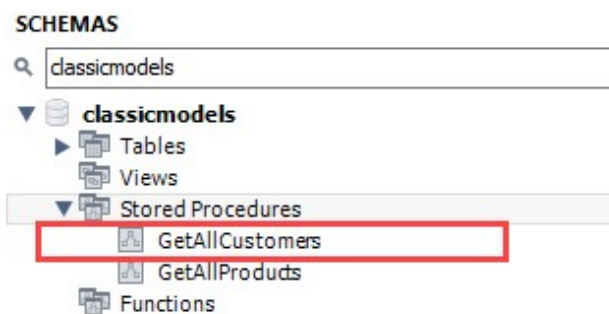 SCHEMAS
classicmodels
classicmodels
Tables
Views
Stored Procedures
GetAllCustomers
GetAllProducts
Functions